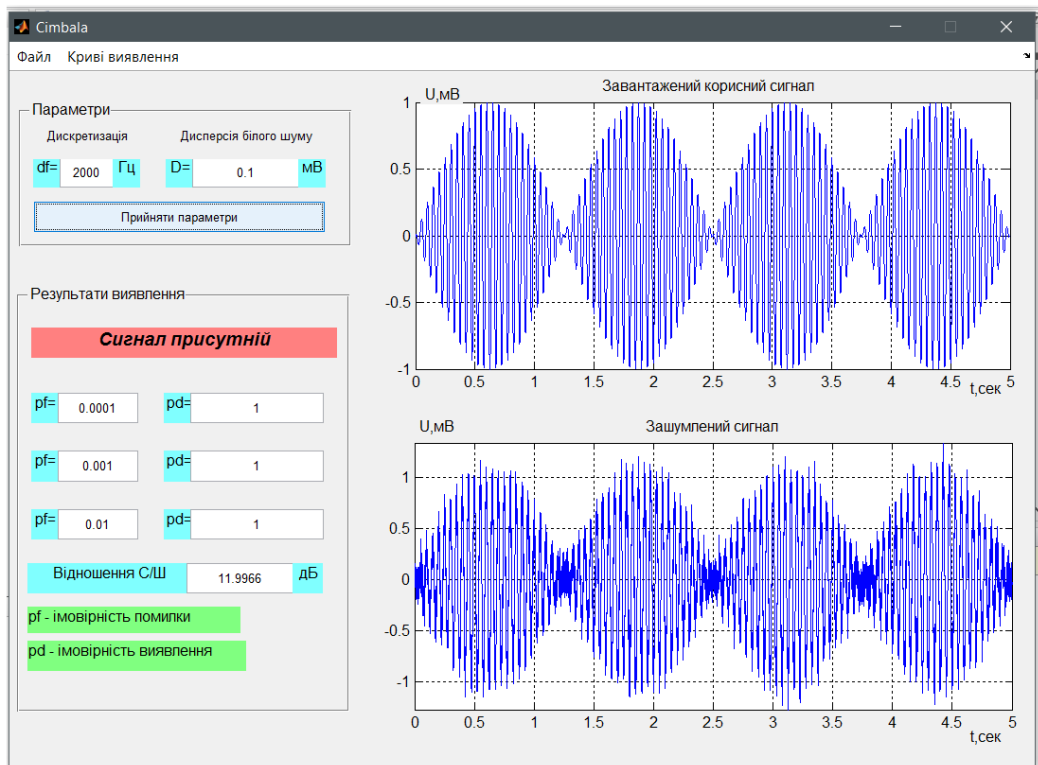 Cimbala
Файл Криві виявлення
Параметри
Дискретизація Дисперсія білого шуму
df= 2000 Гц D= 0.1 мВ
Прийняти параметри
Результати виявлення
Сигнал присутній
pf= 0.0001 pd= 1
pf= 0.001 pd= 1
pf= 0.01 pd= 1
Відношення С/Ш 11.9966 дБ
pf - імовірність помилки
pd - імовірність виявлення
Завантажений корисний сигнал
U,мВ
1
0.5
0
-0.5
-1
0 0.5 1 1.5 2 2.5 3 3.5 4 4.5 5
t,сек
Зашумлений сигнал
U,мВ
1
0.5
0
-0.5
-1
0 0.5 1 1.5 2 2.5 3 3.5 4 4.5 5
t,сек